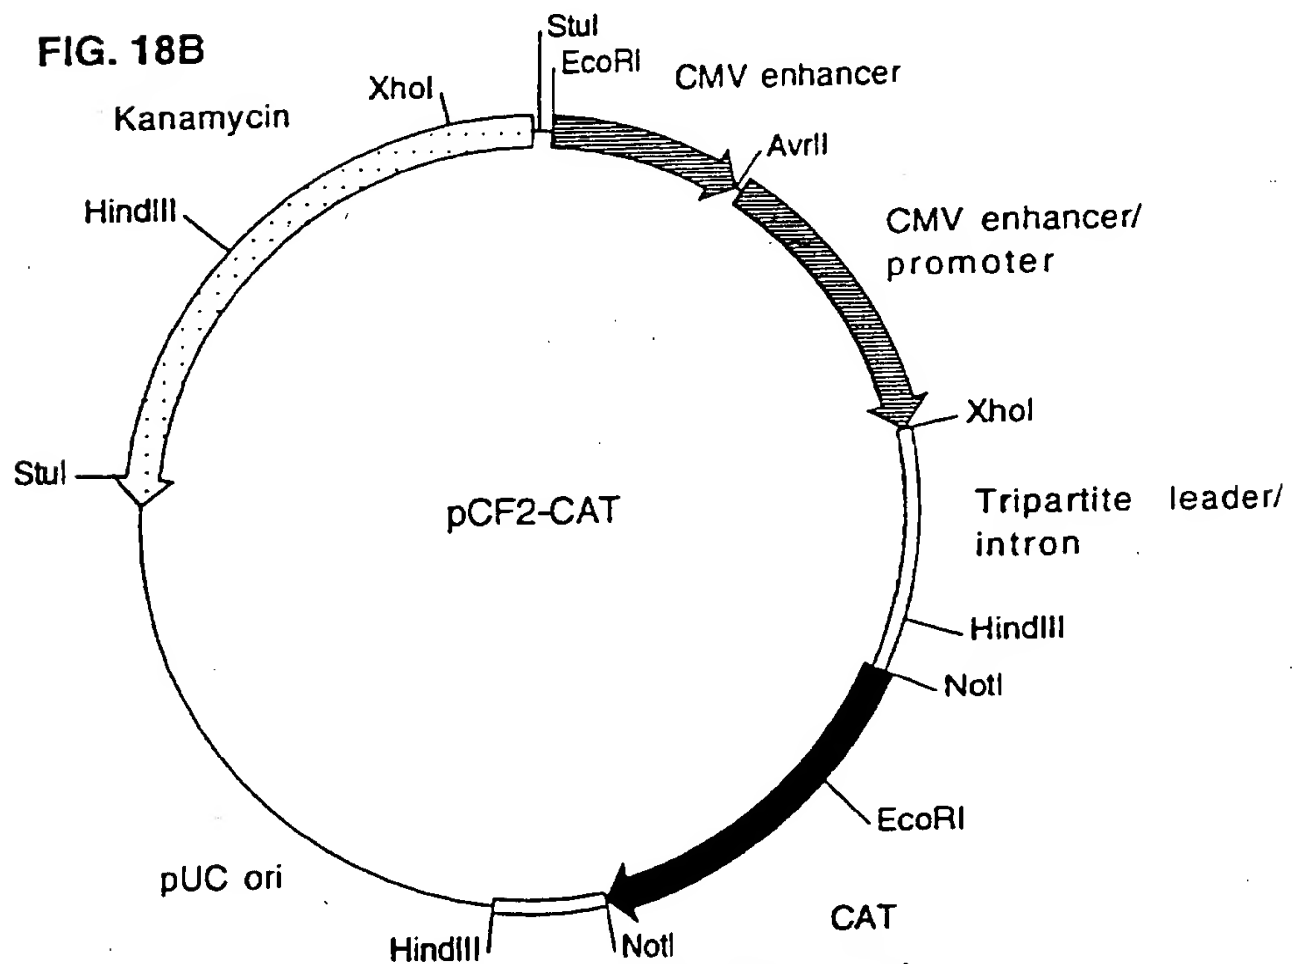 FIG. 18B
StuI
EcoRI
CMV enhancer
XhoI
Kanamycin
AvrII
HindIII
CMV enhancer/
promoter
XhoI
StuI
pCF2-CAT
Tripartite leader/
intron
HindIII
NotI
EcoRI
pUC ori
CAT
HindIII
NotI